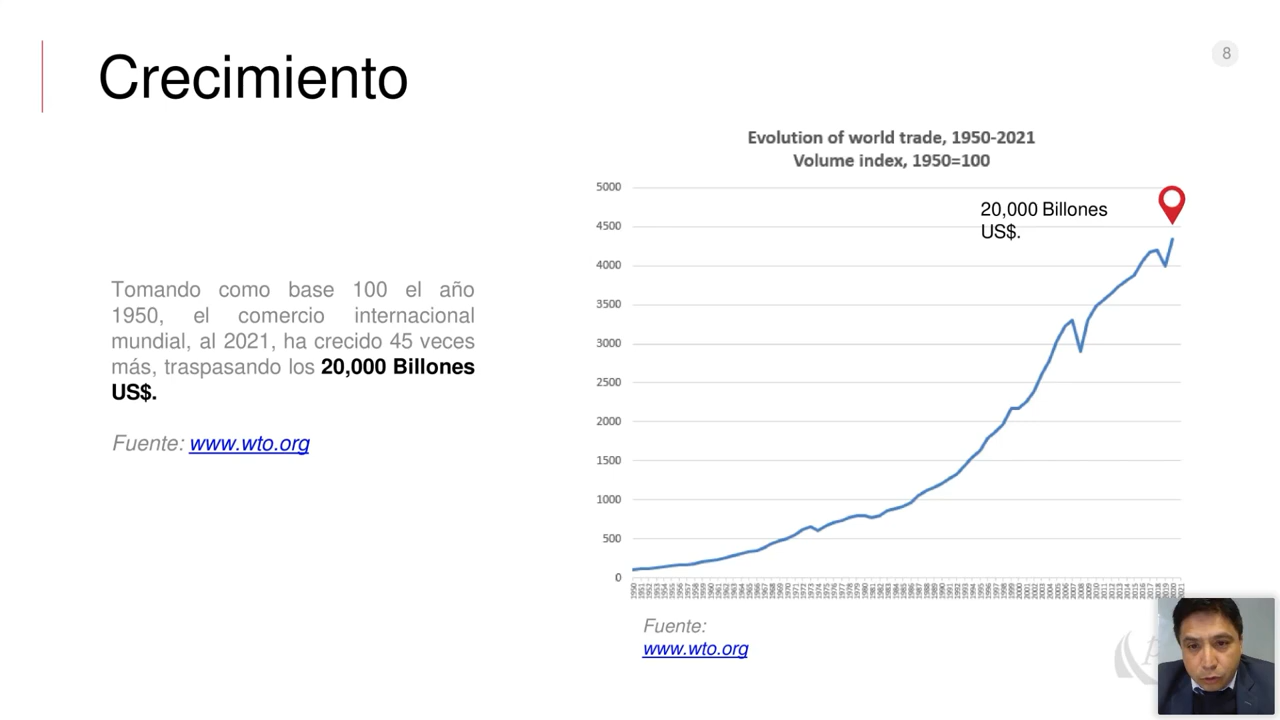 Crecimiento
8
Evolution of world trade, 1950-2021
Volume index, 1950=100
5000
4500
4000
3500
3000
2500
2000
1500
1000
500
0
20,000 Billones
US$.
Tomando como base 100 el año
1950, el comercio internacional
mundial, al 2021, ha crecido 45 veces
más, traspasando los 20,000 Billones
US$.
Fuente: www.wto.org
Fuente:
www.wto.org